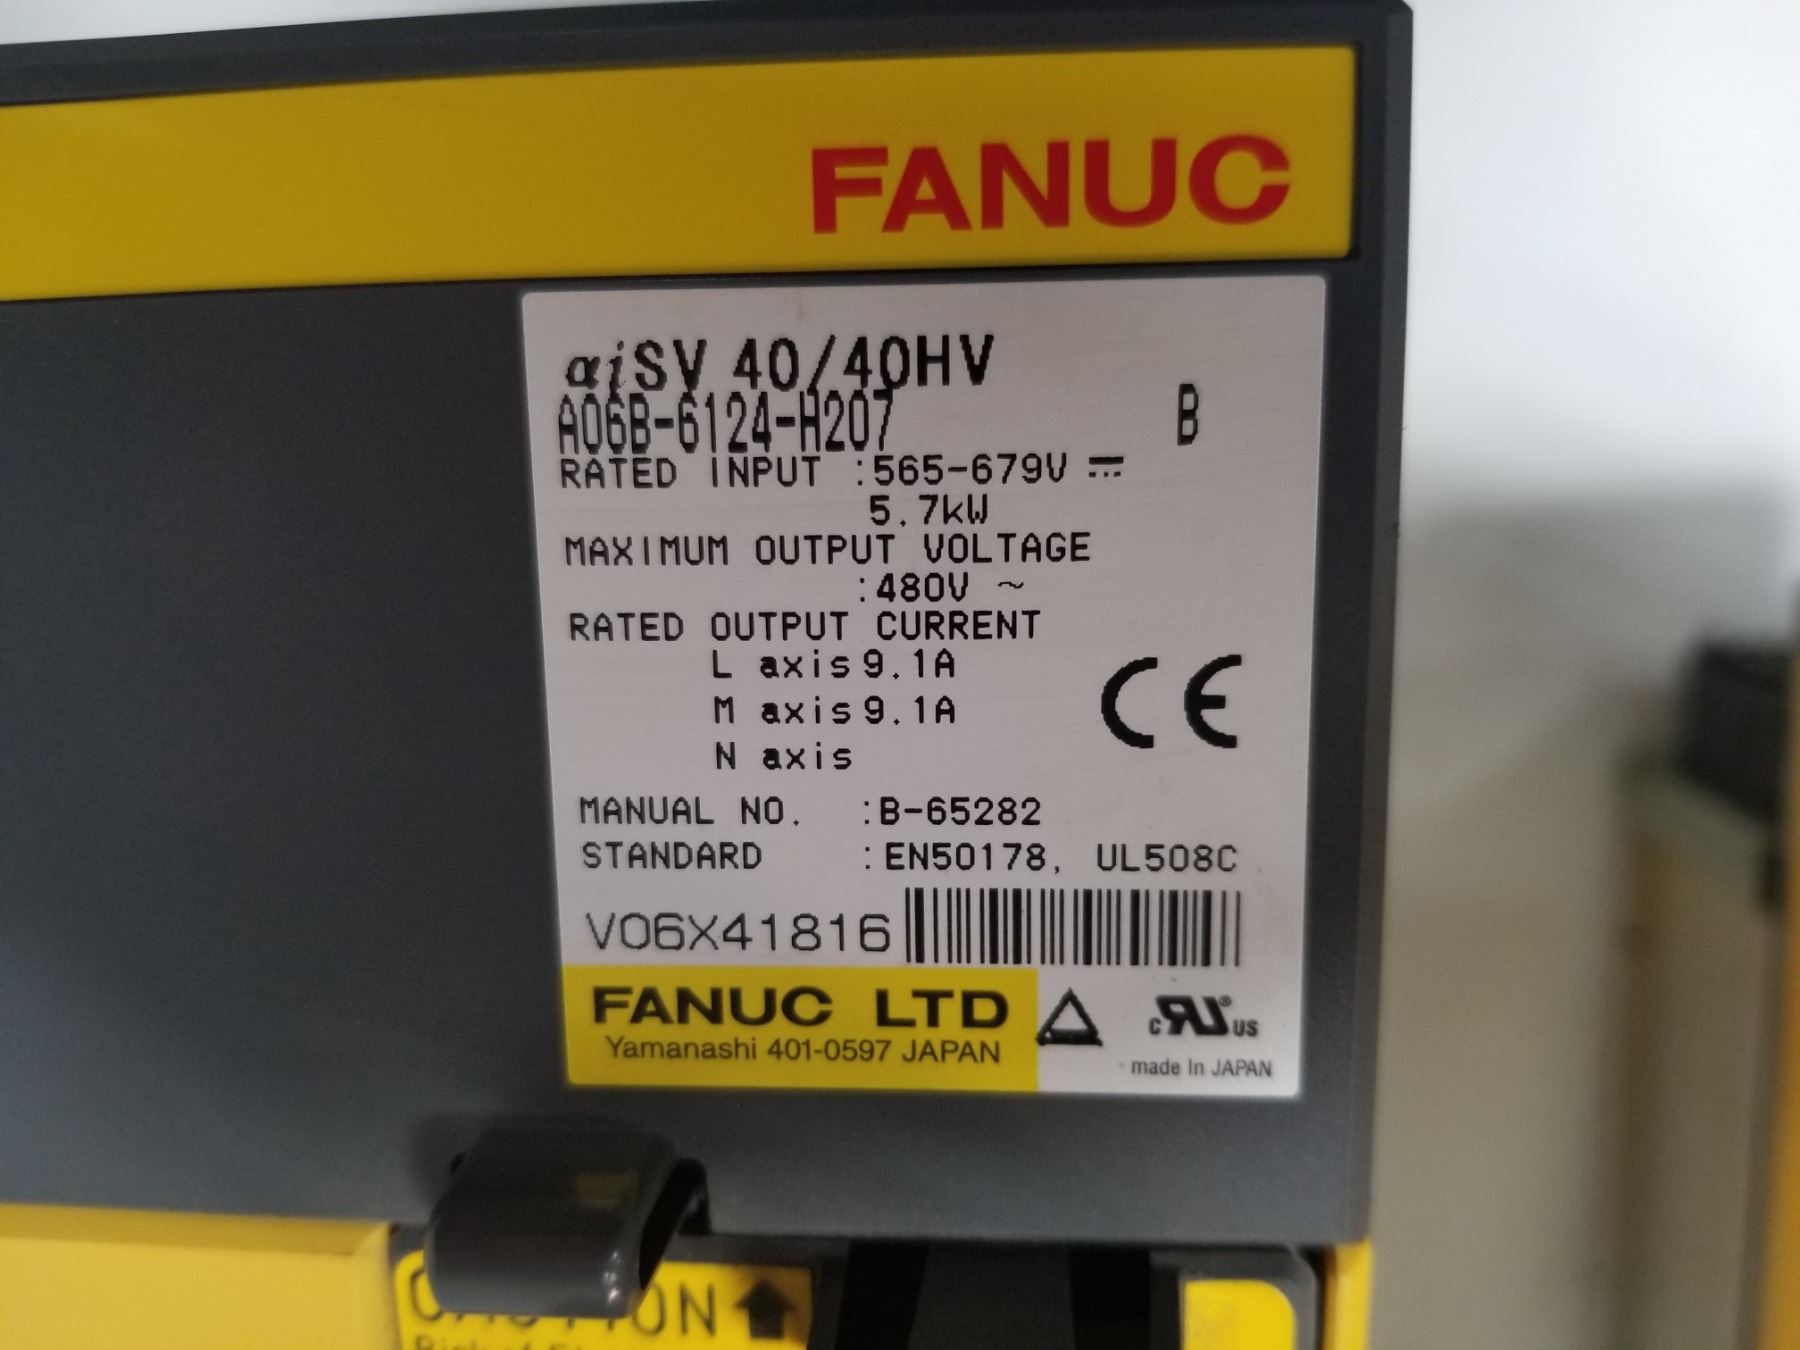 FANUC
αiSV 40/40HV
A06B-6124-H207 B
RATED INPUT :565-679V ⎓
5.7kW
MAXIMUM OUTPUT VOLTAGE
:480V ~
RATED OUTPUT CURRENT
L axis 9.1A
M axis 9.1A
N axis
CE
MANUAL NO. :B-65282
STANDARD :EN50178, UL508C
V06X41816
FANUC LTD
Yamanashi 401-0597 JAPAN
c RU ® US
made In JAPAN